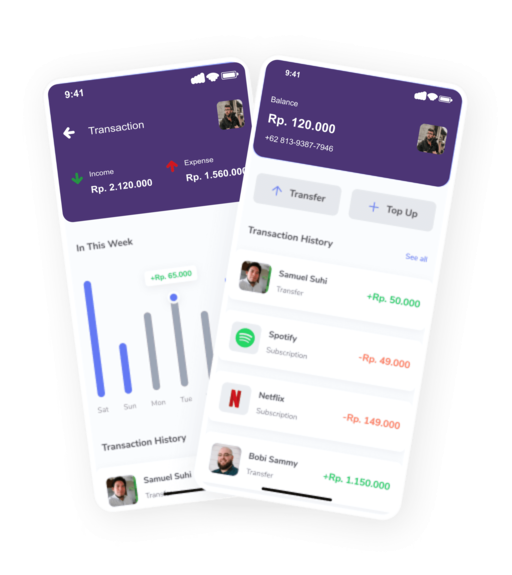 9:41
Transaction
Income
Rp. 2.120.000
Expense
Rp. 1.560.000
In This Week
+Rp. 65.000
Sat
Sun
Mon
Tue
Transaction History
Samuel Suhi
9:41
Balance
Rp. 120.000
+62 813-9387-7946
Transfer
Top Up
Transaction History
See all
Samuel Suhi
Transfer
+Rp. 50.000
Spotify
Subscription
-Rp. 49.000
Netflix
Subscription
-Rp. 149.000
Bobi Sammy
Transfer
+Rp. 1.150.000